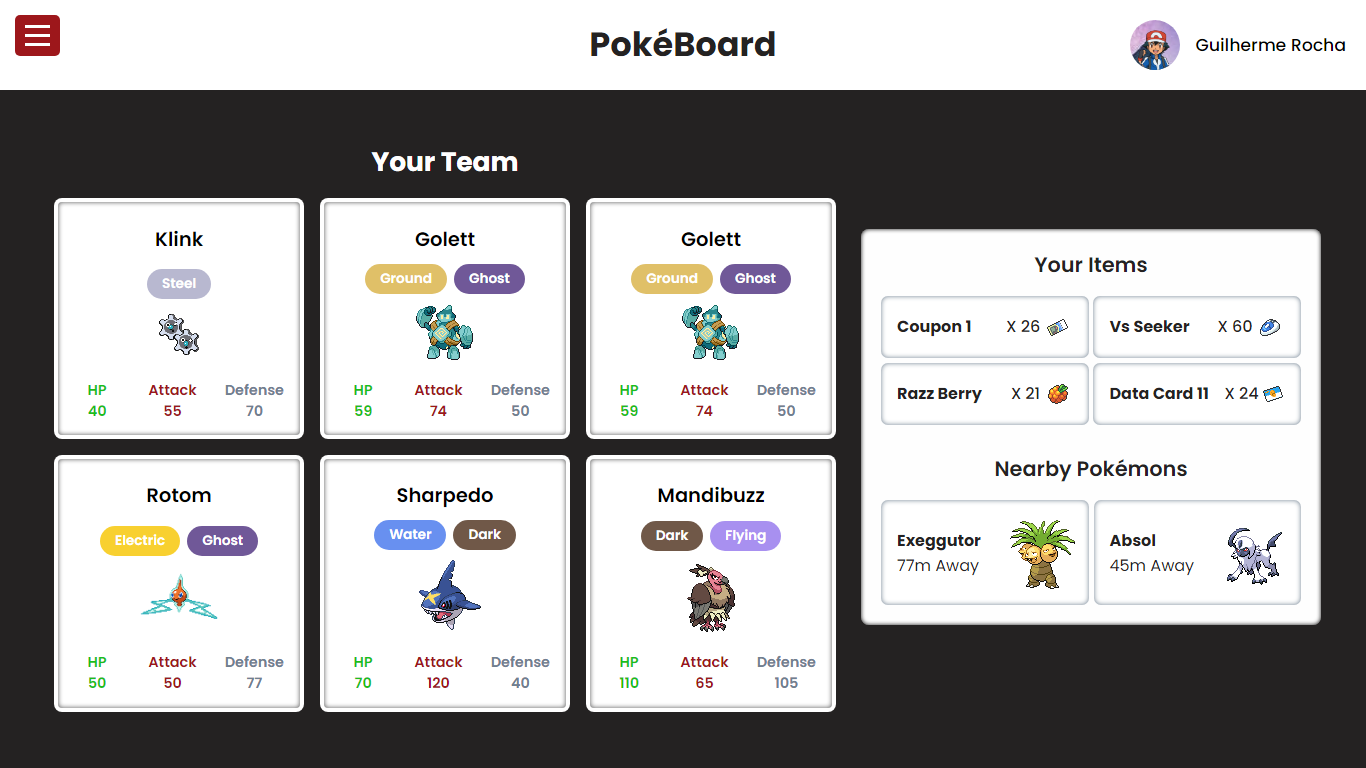 PokéBoard
Guilherme Rocha
Your Team
Klink
Steel
HP Attack Defense
40 55 70
Golett
Ground Ghost
HP Attack Defense
59 74 50
Golett
Ground Ghost
HP Attack Defense
59 74 50
Rotom
Electric Ghost
HP Attack Defense
50 50 77
Sharpedo
Water Dark
HP Attack Defense
70 120 40
Mandibuzz
Dark Flying
HP Attack Defense
110 65 105
Your Items
Coupon 1 X 26
Vs Seeker X 60
Razz Berry X 21
Data Card 11 X 24
Nearby Pokémons
Exeggutor
77m Away
Absol
45m Away